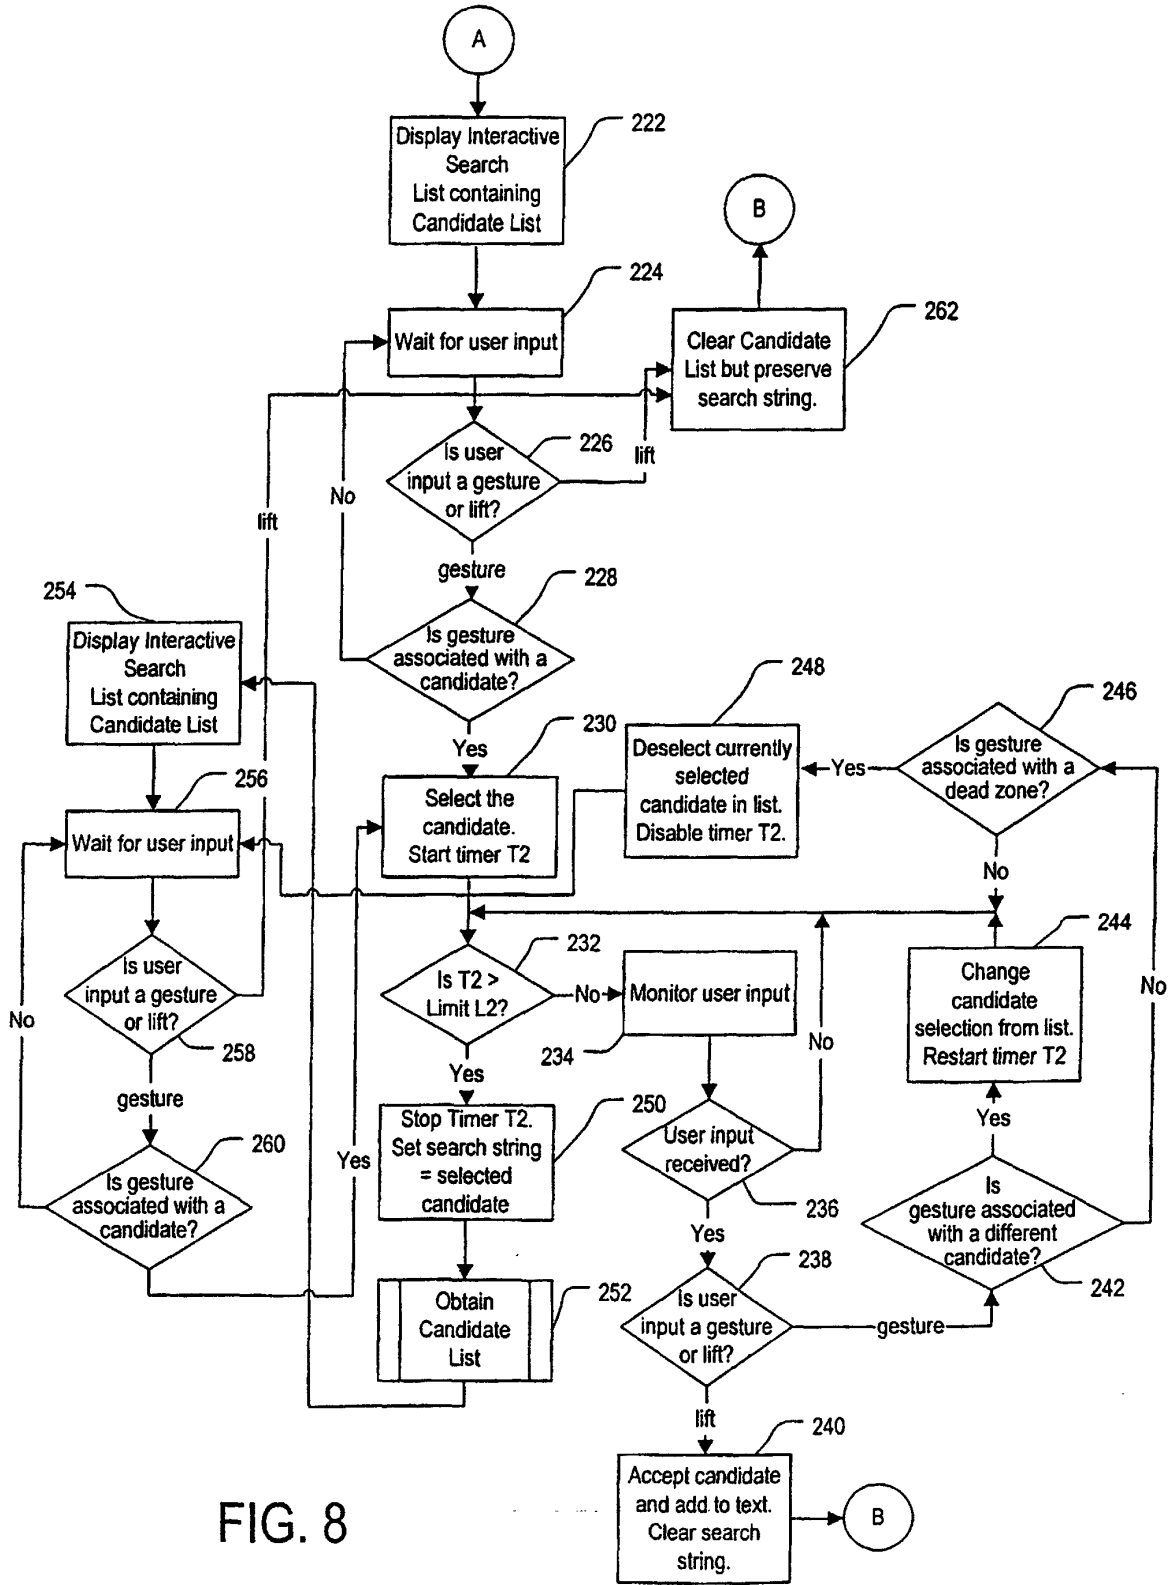 A
Display Interactive
Search
List containing
Candidate List
222
B
224
Wait for user input
262
Clear Candidate
List but preserve
search string.
226
Is user
input a gesture
or lift?
lift
No
lift
gesture
228
254
Is gesture
associated with a
candidate?
Display Interactive
Search
List containing
Candidate List
248
246
230
Yes
Deselect currently
selected
candidate in list.
Disable timer T2.
Yes
Is gesture
associated with a
dead zone?
256
Select the
candidate.
Start timer T2
Wait for user input
No
244
232
Is user
input a gesture
or lift?
Is T2 >
Limit L2?
No
Monitor user input
Change
candidate
selection from list.
Restart timer T2
No
No
No
258
234
Yes
gesture
250
Stop Timer T2.
Set search string
= selected
candidate
User input
received?
Yes
260
Yes
236
Is
gesture associated
with a different
candidate?
Is gesture
associated with a
candidate?
Yes
238
242
252
Obtain
Candidate
List
Is user
input a gesture
or lift?
gesture
lift
240
Accept candidate
and add to text.
Clear search
string.
B
FIG. 8